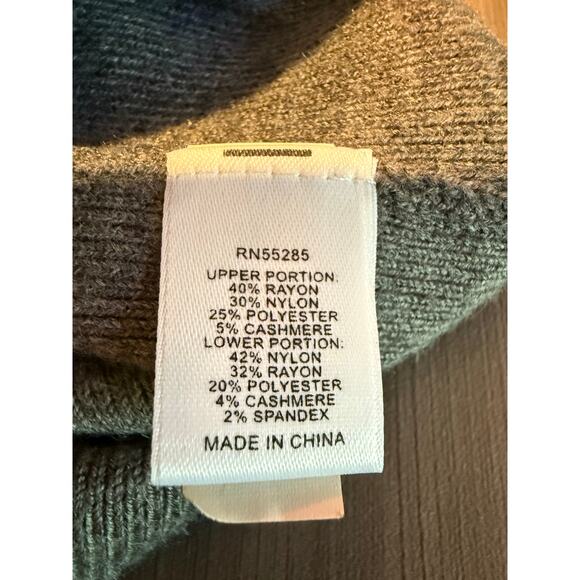 RN55285
UPPER PORTION:
40% RAYON
30% NYLON
25% POLYESTER
5% CASHMERE
LOWER PORTION:
42% NYLON
32% RAYON
20% POLYESTER
4% CASHMERE
2% SPANDEX
MADE IN CHINA